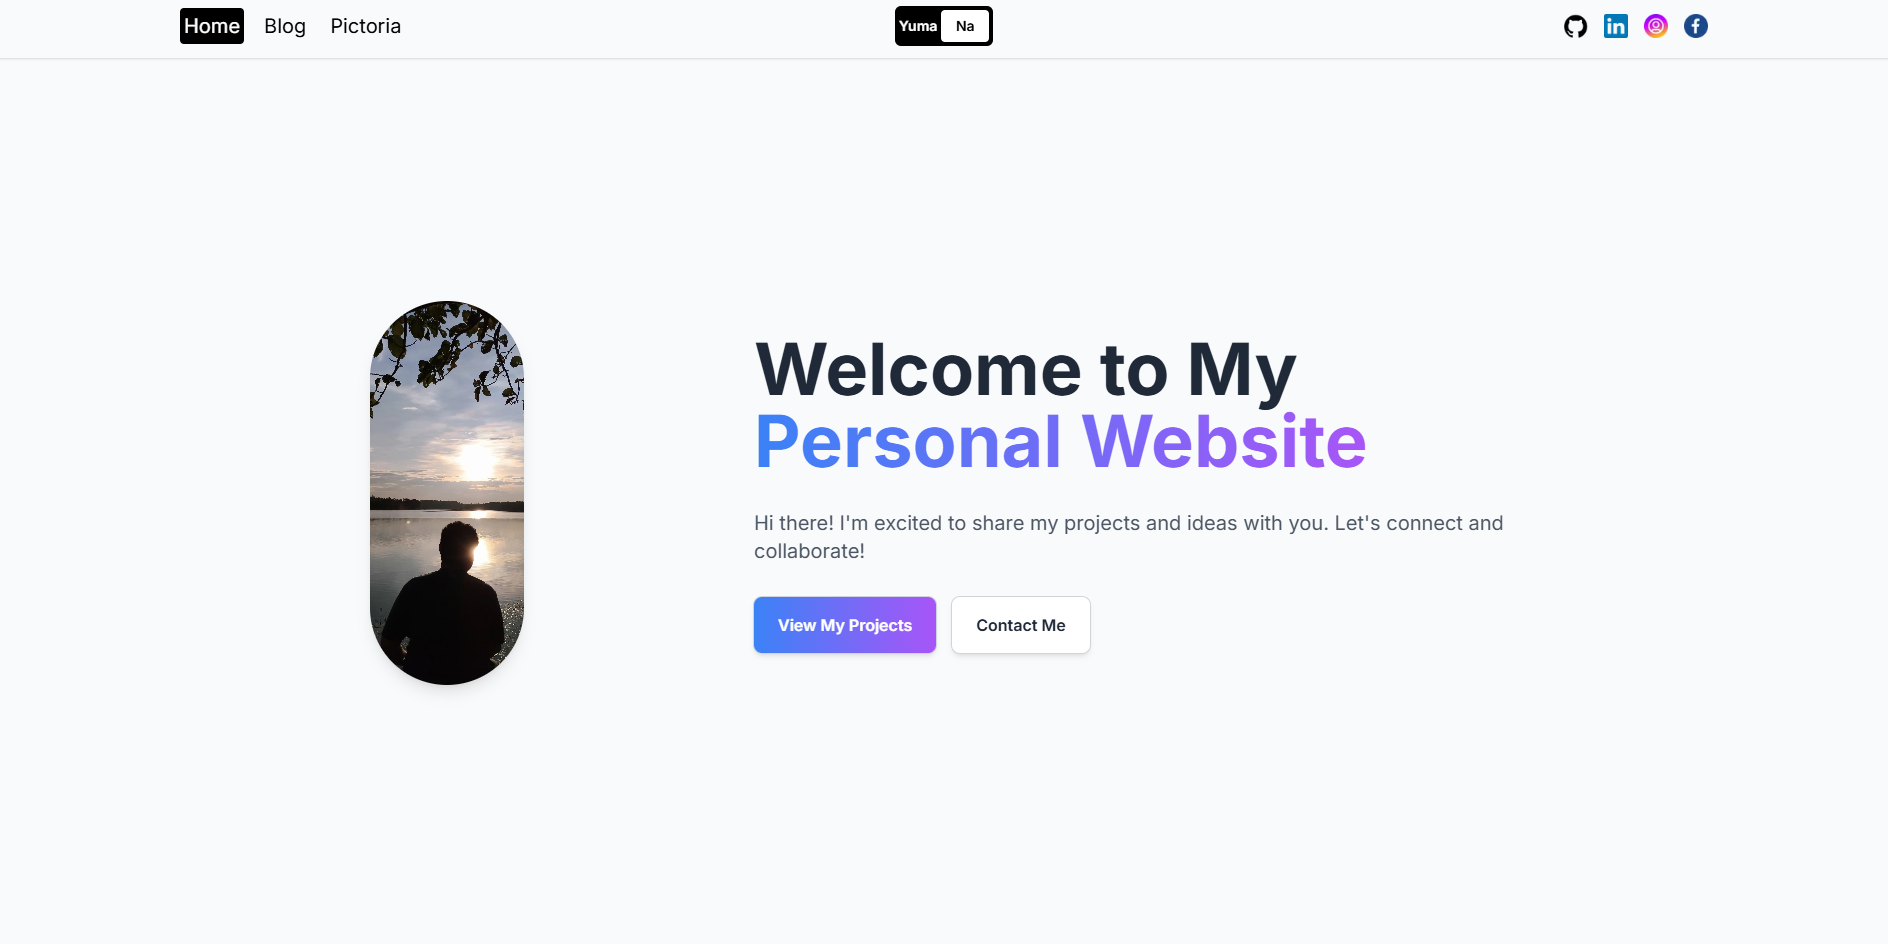 Home Blog Pictoria Yuma Na
Welcome to My
Personal Website
Hi there! I'm excited to share my projects and ideas with you. Let's connect and
collaborate!
View My Projects Contact Me